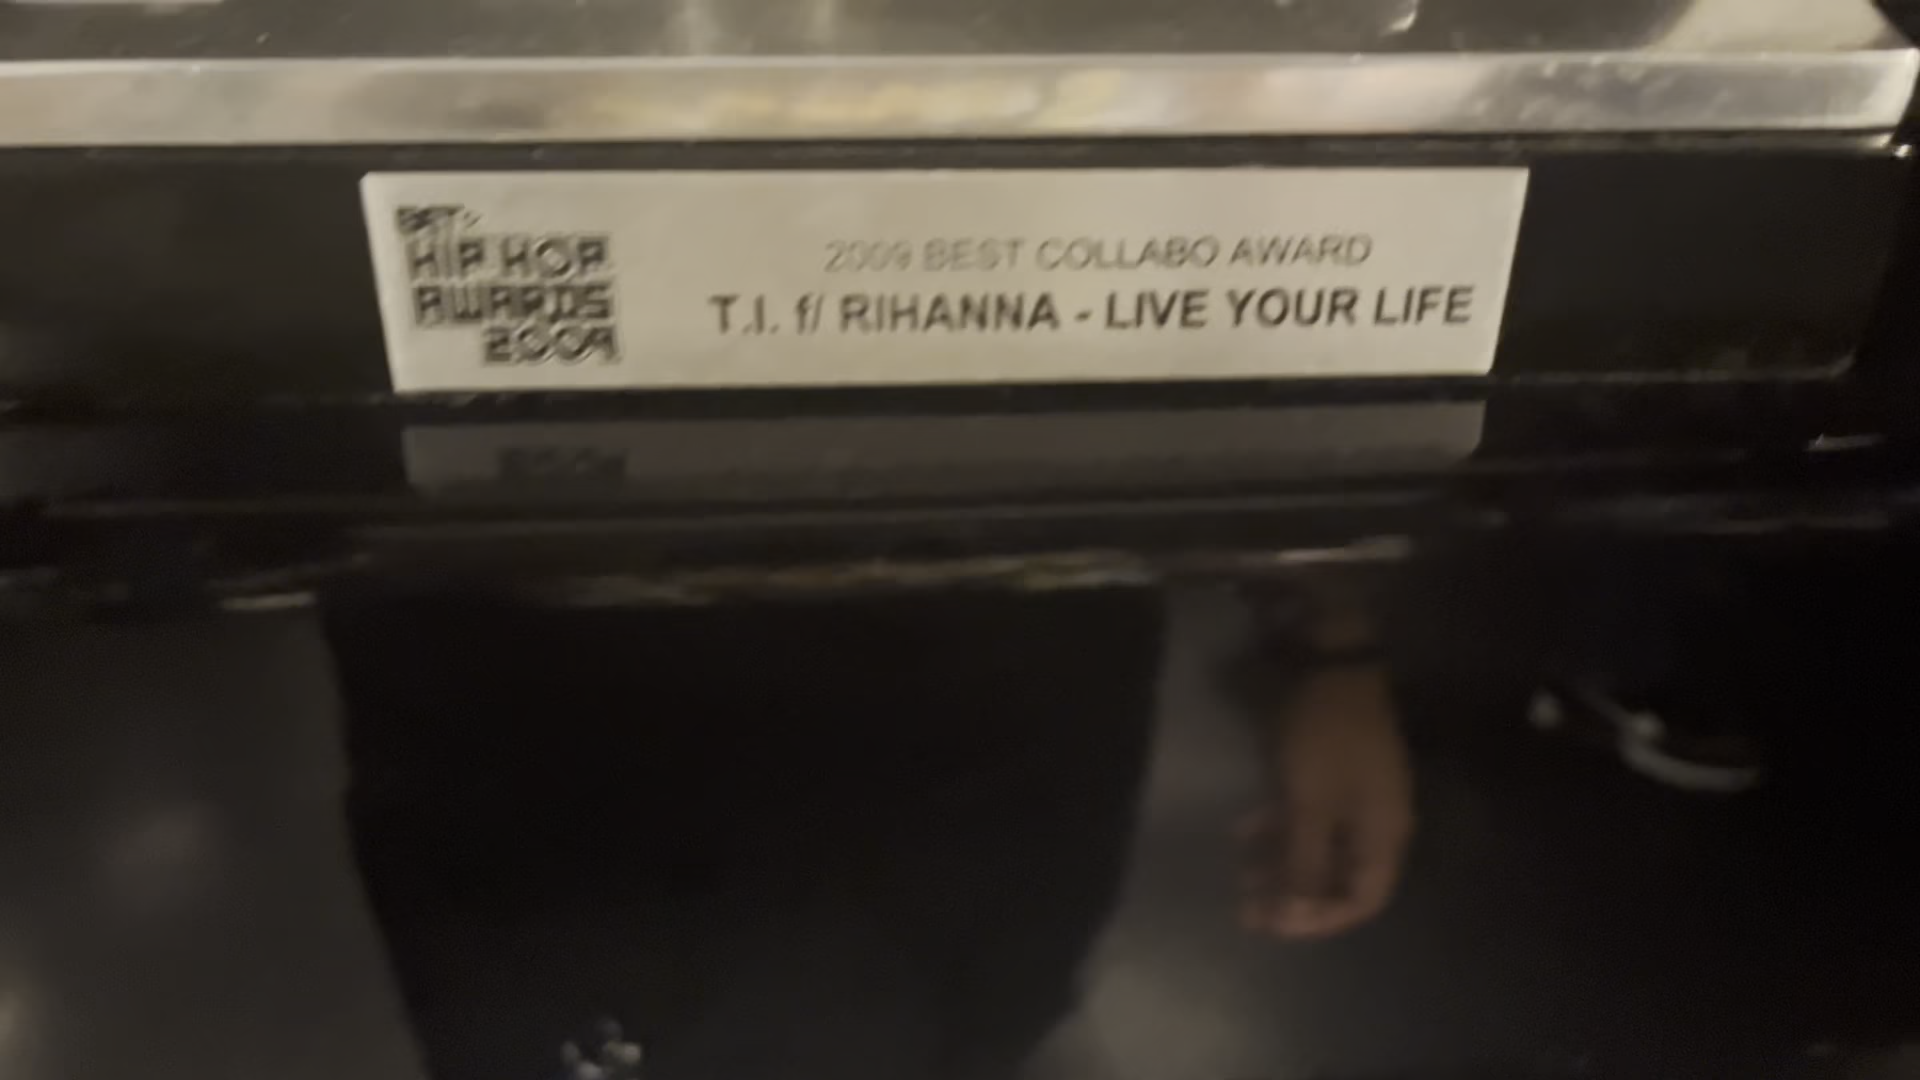 BET
HIP HOP
AWARDS
2009
2009 BEST COLLABO AWARD
T.I. f/ RIHANNA - LIVE YOUR LIFE